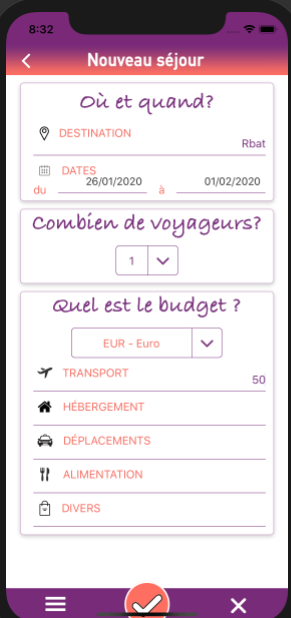 8:32
Nouveau séjour
Où et quand?
DESTINATION
Rbat
DATES
du 26/01/2020 à 01/02/2020
Combien de voyageurs?
1
Quel est le budget ?
EUR - Euro
TRANSPORT
50
HÉBERGEMENT
DÉPLACEMENTS
ALIMENTATION
DIVERS